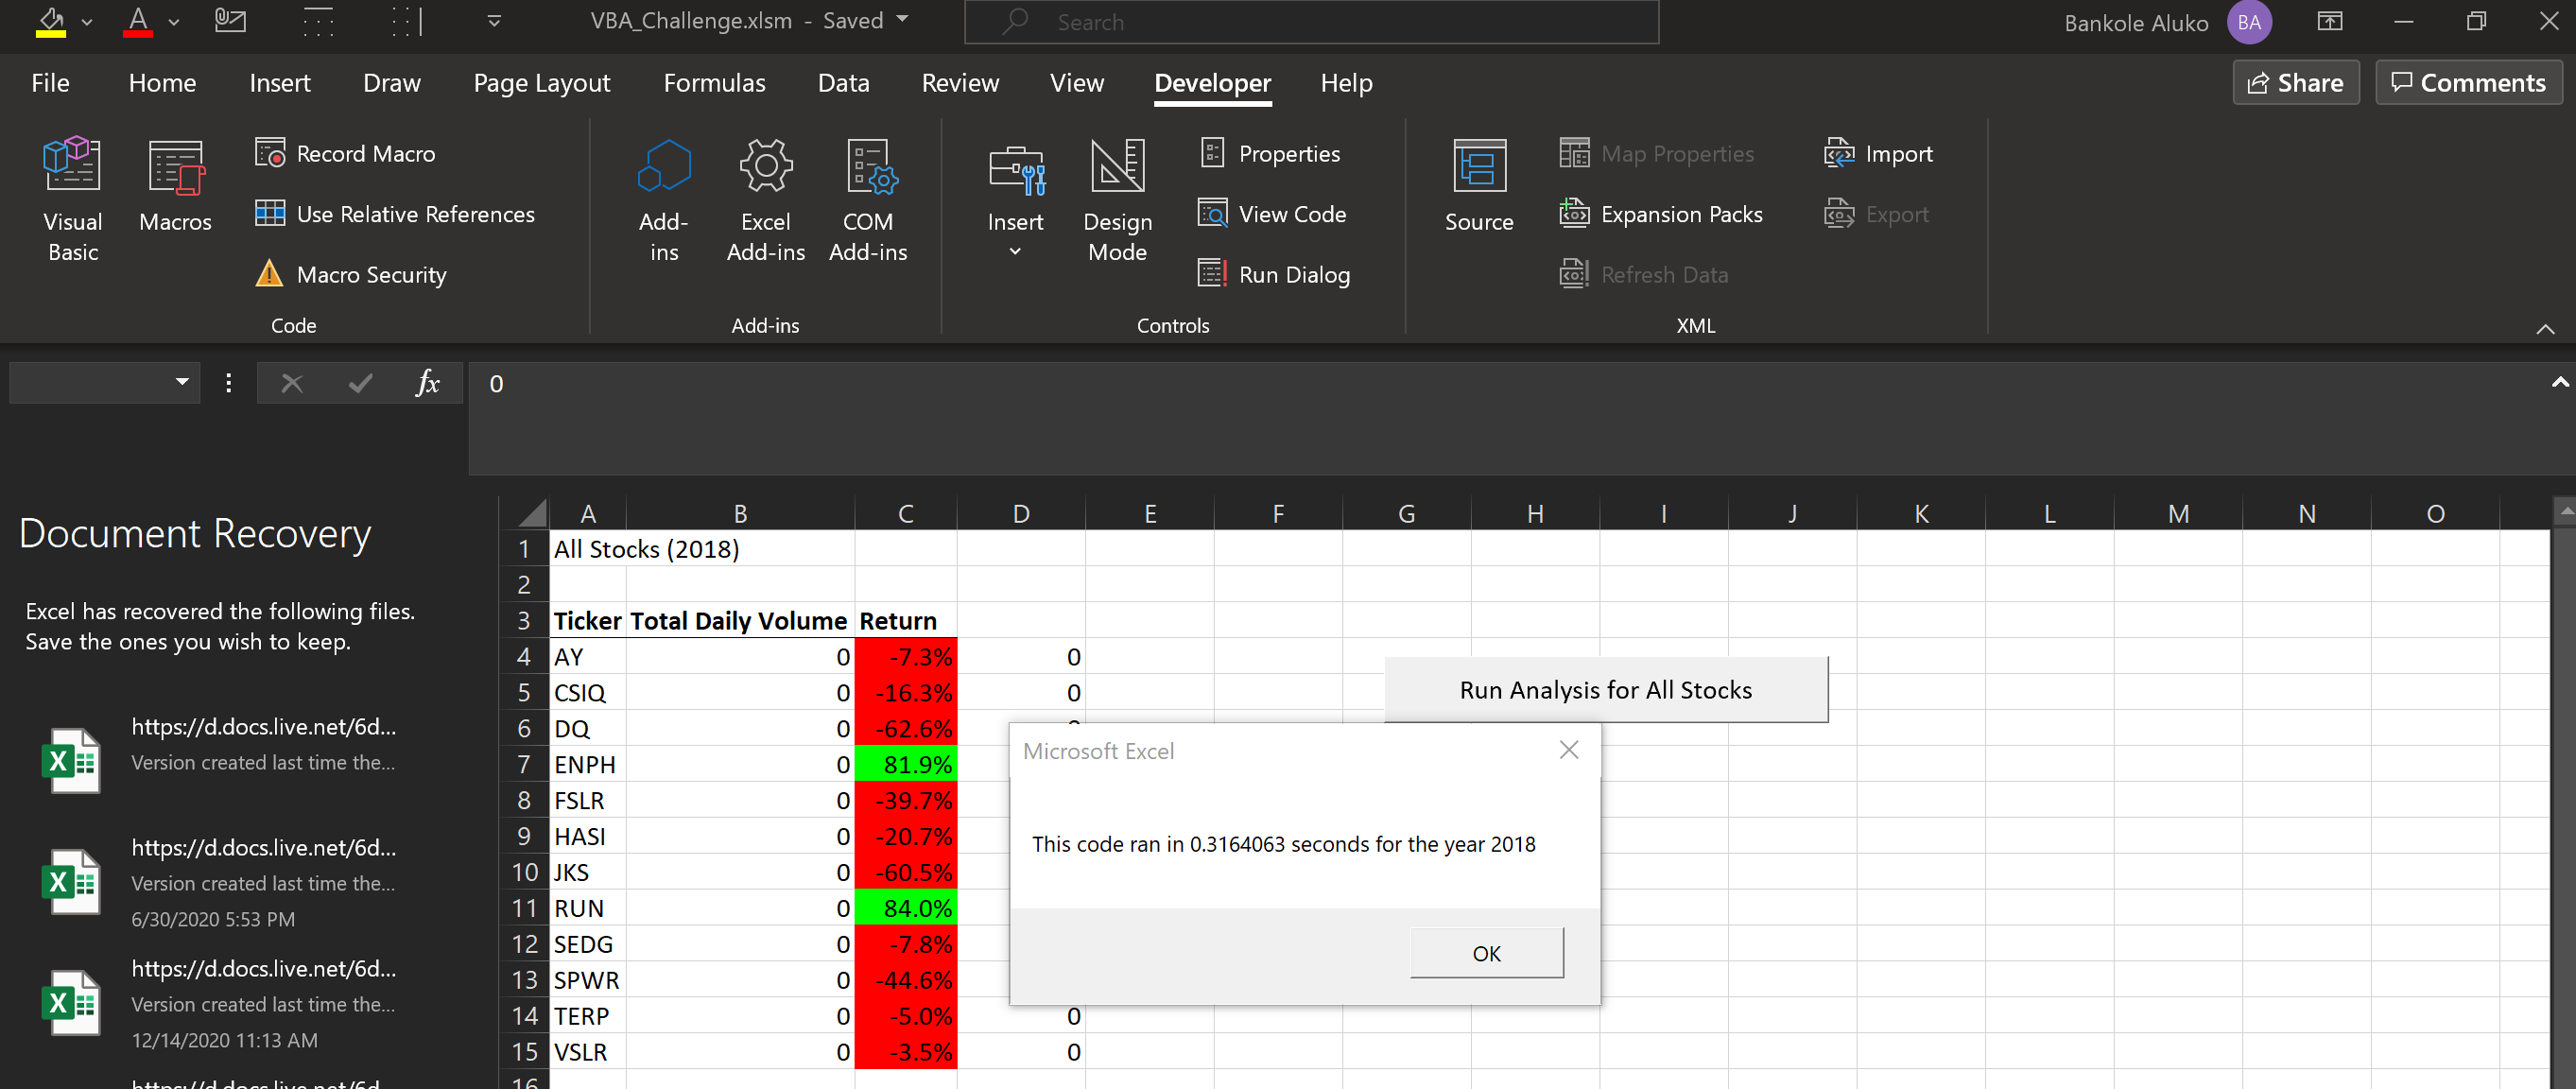 VBA_Challenge.xlsm - Saved
Search
Bankole Aluko
BA
File Home Insert Draw Page Layout Formulas Data Review View Developer Help
Share
Comments
Visual Basic
Macros
Record Macro
Use Relative References
Macro Security
Code
Add-ins
Excel Add-ins
COM Add-ins
Add-ins
Insert
Design Mode
Properties
View Code
Run Dialog
Controls
Source
Map Properties
Expansion Packs
Refresh Data
Import
Export
XML
fx
0
Document Recovery
Excel has recovered the following files.
Save the ones you wish to keep.
https://d.docs.live.net/6d...
Version created last time the...
https://d.docs.live.net/6d...
Version created last time the...
6/30/2020 5:53 PM
https://d.docs.live.net/6d...
Version created last time the...
12/14/2020 11:13 AM
A B C D E F G H I J K L M N O
1 All Stocks (2018)
2
3 Ticker Total Daily Volume Return
4 AY 0 -7.3% 0
5 CSIQ 0 -16.3% 0
6 DQ 0 -62.6%
7 ENPH 0 81.9%
8 FSLR 0 -39.7%
9 HASI 0 -20.7%
10 JKS 0 -60.5%
11 RUN 0 84.0%
12 SEDG 0 -7.8%
13 SPWR 0 -44.6%
14 TERP 0 -5.0% 0
15 VSLR 0 -3.5% 0
Run Analysis for All Stocks
Microsoft Excel
This code ran in 0.3164063 seconds for the year 2018
OK